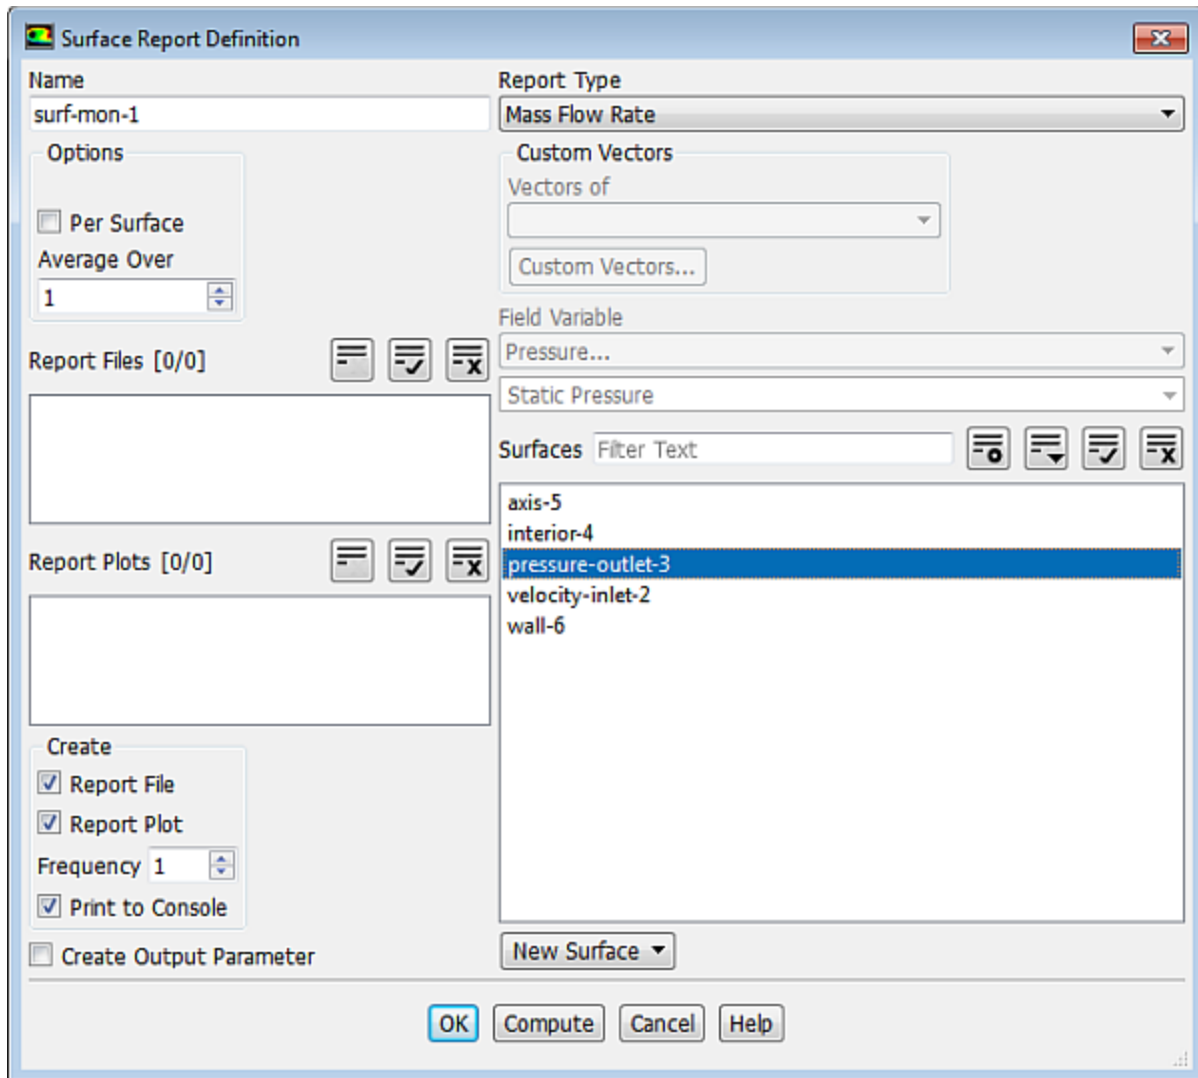 Surface Report Definition
Name
surf-mon-1
Options
Per Surface
Average Over
1
Report Files [0/0]
Report Plots [0/0]
Create
Report File
Report Plot
Frequency 1
Print to Console
Create Output Parameter
Report Type
Mass Flow Rate
Custom Vectors
Vectors of
Custom Vectors...
Field Variable
Pressure...
Static Pressure
Surfaces Filter Text
axis-5
interior-4
pressure-outlet-3
velocity-inlet-2
wall-6
New Surface
OK Compute Cancel Help